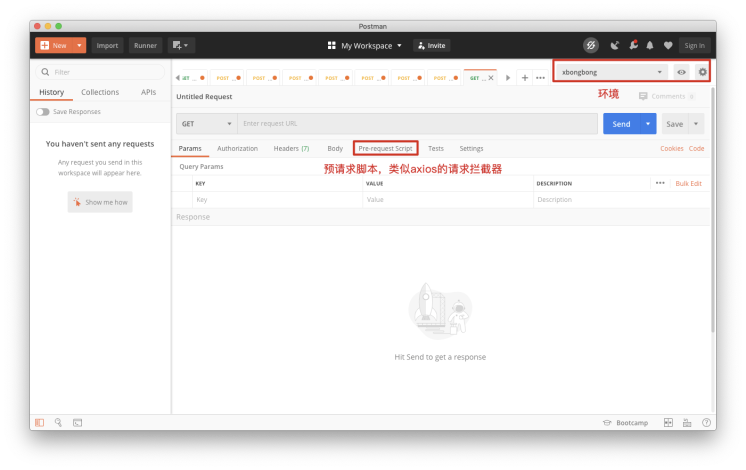 Postman
New
Import
Runner
My Workspace
Invite
Sign In
Filter
History
Collections
APIs
Save Responses
You haven't sent any requests
Any request you send in this
workspace will appear here.
Show me how
GET ...
POST ...
POST ...
POST ...
POST ...
POST ...
POST ...
POST ...
GET ...
xbongbong
环境
Untitled Request
Comments 0
GET
Enter request URL
Send
Save
Params
Authorization
Headers (7)
Body
Pre-request Script
Tests
Settings
Cookies
Code
预请求脚本，类似axios的请求拦截器
Query Params
KEY
VALUE
DESCRIPTION
Bulk Edit
Key
Value
Description
Response
Hit Send to get a response
Bootcamp